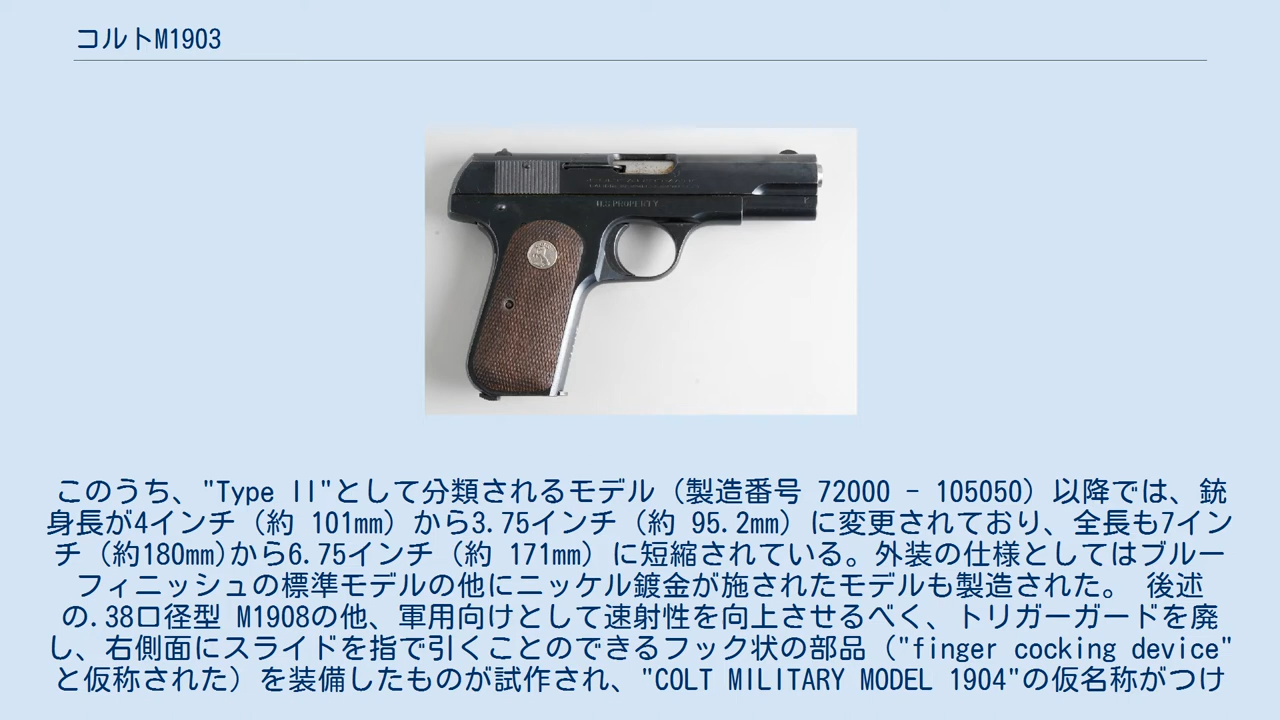 コルトM1903
U.S. PROPERTY
このうち、"Type II"として分類されるモデル（製造番号 72000 - 105050）以降では、銃
身長が4インチ（約 101mm）から3.75インチ（約 95.2mm）に変更されており、全長も7イン
チ（約180mm)から6.75インチ（約 171mm）に短縮されている。外装の仕様としてはブルー
フィニッシュの標準モデルの他にニッケル鍍金が施されたモデルも製造された。 後述
の.38口径型 M1908の他、軍用向けとして速射性を向上させるべく、トリガーガードを廃
し、右側面にスライドを指で引くことのできるフック状の部品（"finger cocking device"
と仮称された）を装備したものが試作され、"COLT MILITARY MODEL 1904"の仮名称がつけ